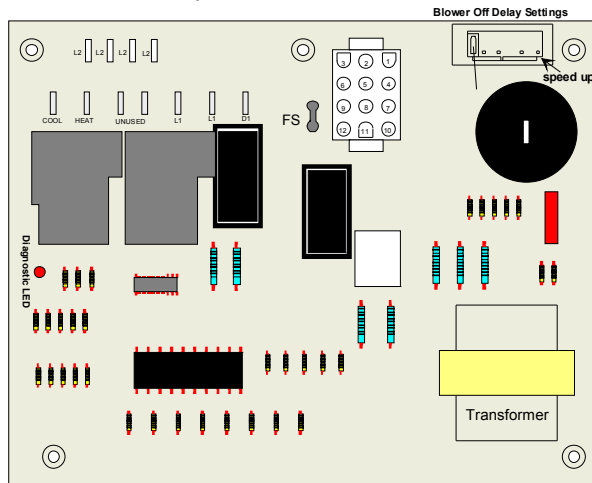 Blower Off Delay Settings
L2 L2 L2 L2
speed up
COOL HEAT UNUSED L1 L1 D1
FS
3 2 1
6 5 4
9 8 7
12 11 10
Diagnostic LED
Transformer